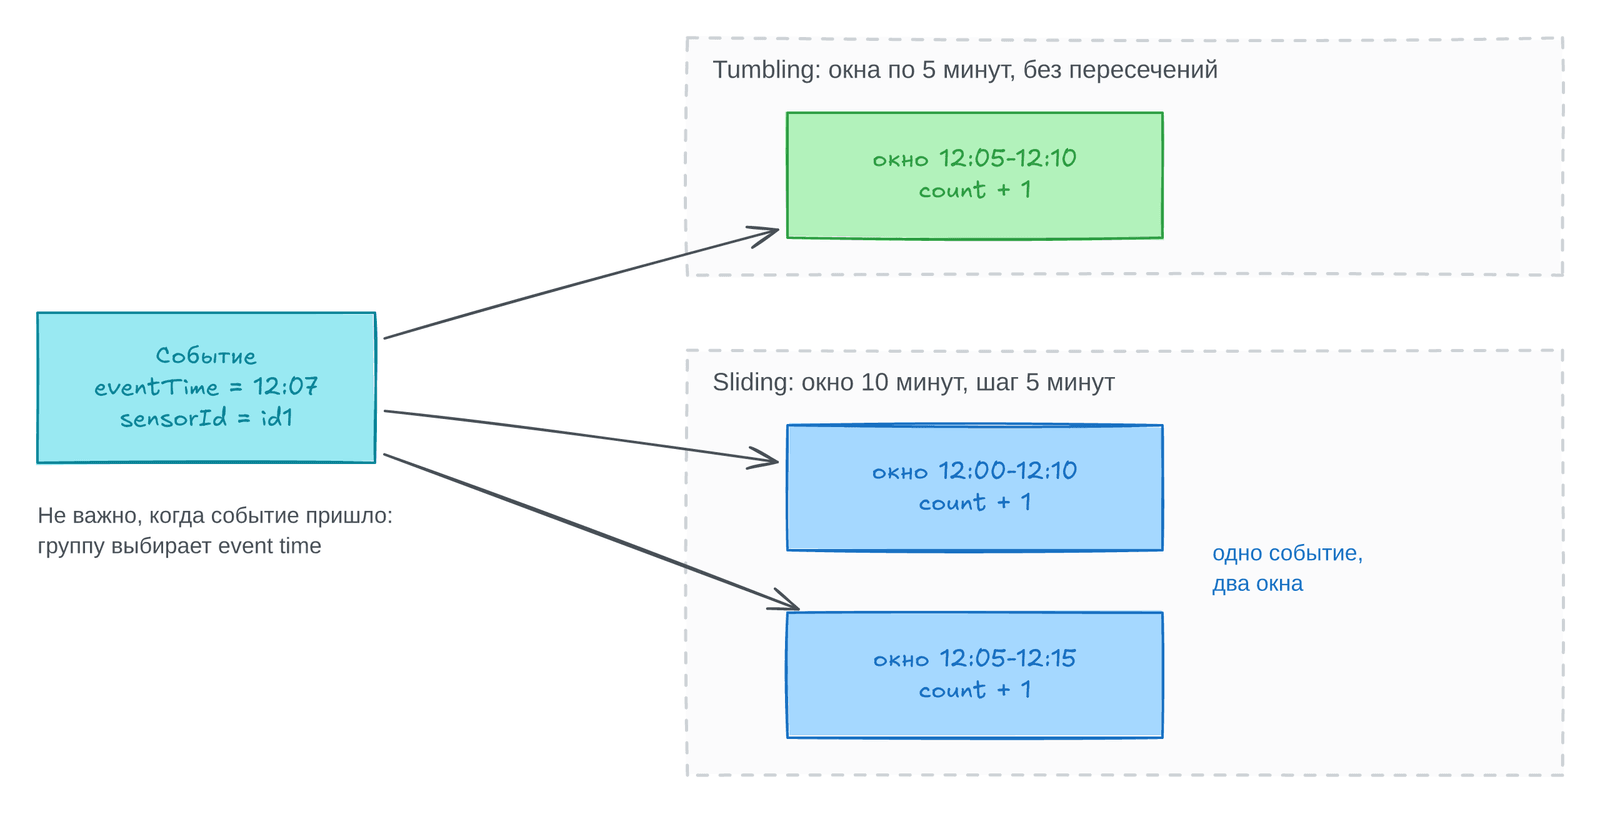 Tumbling: окна по 5 минут, без пересечений
окно 12:05-12:10
count + 1
Событие
eventTime = 12:07
sensorId = id1
Не важно, когда событие пришло:
группу выбирает event time
Sliding: окно 10 минут, шаг 5 минут
окно 12:00-12:10
count + 1
одно событие,
два окна
окно 12:05-12:15
count + 1